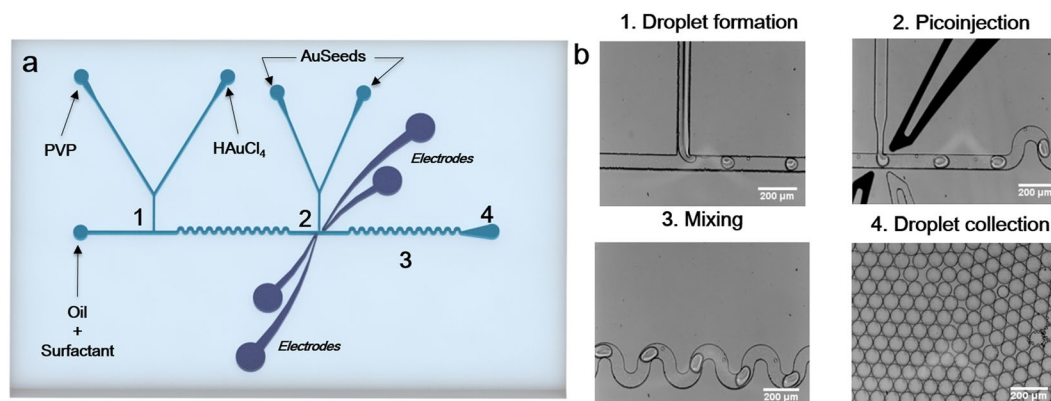 a
AuSeeds
PVP
HAuCl₄
Electrodes
1
2
4
3
Oil
+
Surfactant
Electrodes
b
1. Droplet formation
200 µm
2. Picoinjection
200 µm
3. Mixing
200 µm
4. Droplet collection
200 µm